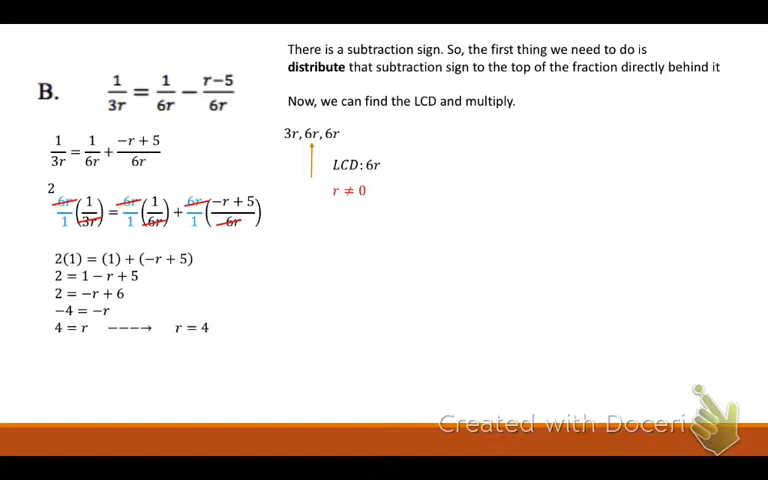 There is a subtraction sign. So, the first thing we need to do is
distribute that subtraction sign to the top of the fraction directly behind it
Now, we can find the LCD and multiply.
B. 1/3r = 1/6r − r−5/6r
3r, 6r, 6r
1/3r = 1/6r + −r + 5/6r
LCD: 6r
r ≠ 0
2
6r/1 (1/3r) = 6r/1 (1/6r) + 6r/1 (−r + 5/6r)
2(1) = (1) + (−r + 5)
2 = 1 − r + 5
2 = −r + 6
−4 = −r
4 = r ----→ r = 4
Created with Doceri